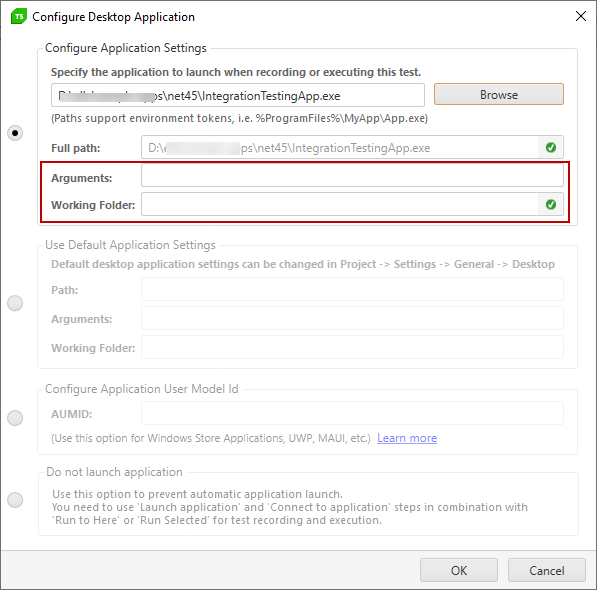 TS Configure Desktop Application
Configure Application Settings
Specify the application to launch when recording or executing this test.
ps\net45\IntegrationTestingApp.exe
Browse
(Paths support environment tokens, i.e. %ProgramFiles%\MyApp\App.exe)
Full path: D:\ ps\net45\IntegrationTestingApp.exe
Arguments:
Working Folder:
Use Default Application Settings
Default desktop application settings can be changed in Project -> Settings -> General -> Desktop
Path:
Arguments:
Working Folder:
Configure Application User Model Id
AUMID:
(Use this option for Windows Store Applications, UWP, MAUI, etc.) Learn more
Do not launch application
Use this option to prevent automatic application launch.
You need to use 'Launch application' and 'Connect to application' steps in combination with
'Run to Here' or 'Run Selected' for test recording and execution.
OK Cancel